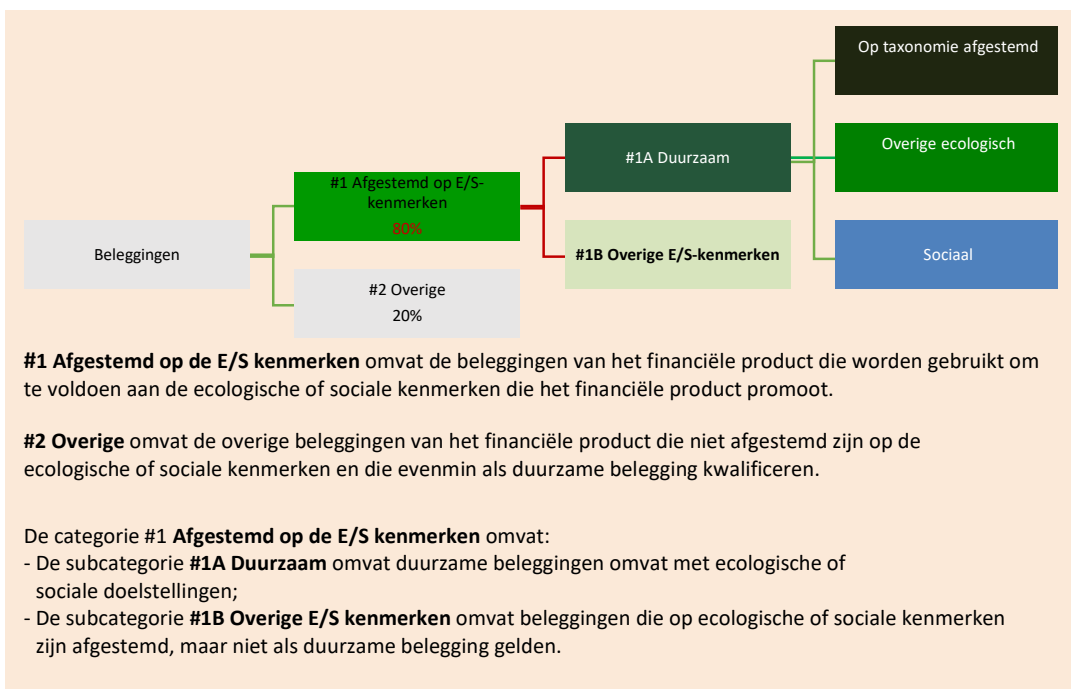 Op taxonomie afgestemd
Overige ecologisch
#1A Duurzaam
#1 Afgestemd op E/S-
kenmerken
80%
Beleggingen
#1B Overige E/S-kenmerken
Sociaal
#2 Overige
20%
#1 Afgestemd op de E/S kenmerken omvat de beleggingen van het financiële product die worden gebruikt om
te voldoen aan de ecologische of sociale kenmerken die het financiële product promoot.
#2 Overige omvat de overige beleggingen van het financiële product die niet afgestemd zijn op de
ecologische of sociale kenmerken en die evenmin als duurzame belegging kwalificeren.
De categorie #1 Afgestemd op de E/S kenmerken omvat:
- De subcategorie #1A Duurzaam omvat duurzame beleggingen omvat met ecologische of
sociale doelstellingen;
- De subcategorie #1B Overige E/S kenmerken omvat beleggingen die op ecologische of sociale kenmerken
zijn afgestemd, maar niet als duurzame belegging gelden.